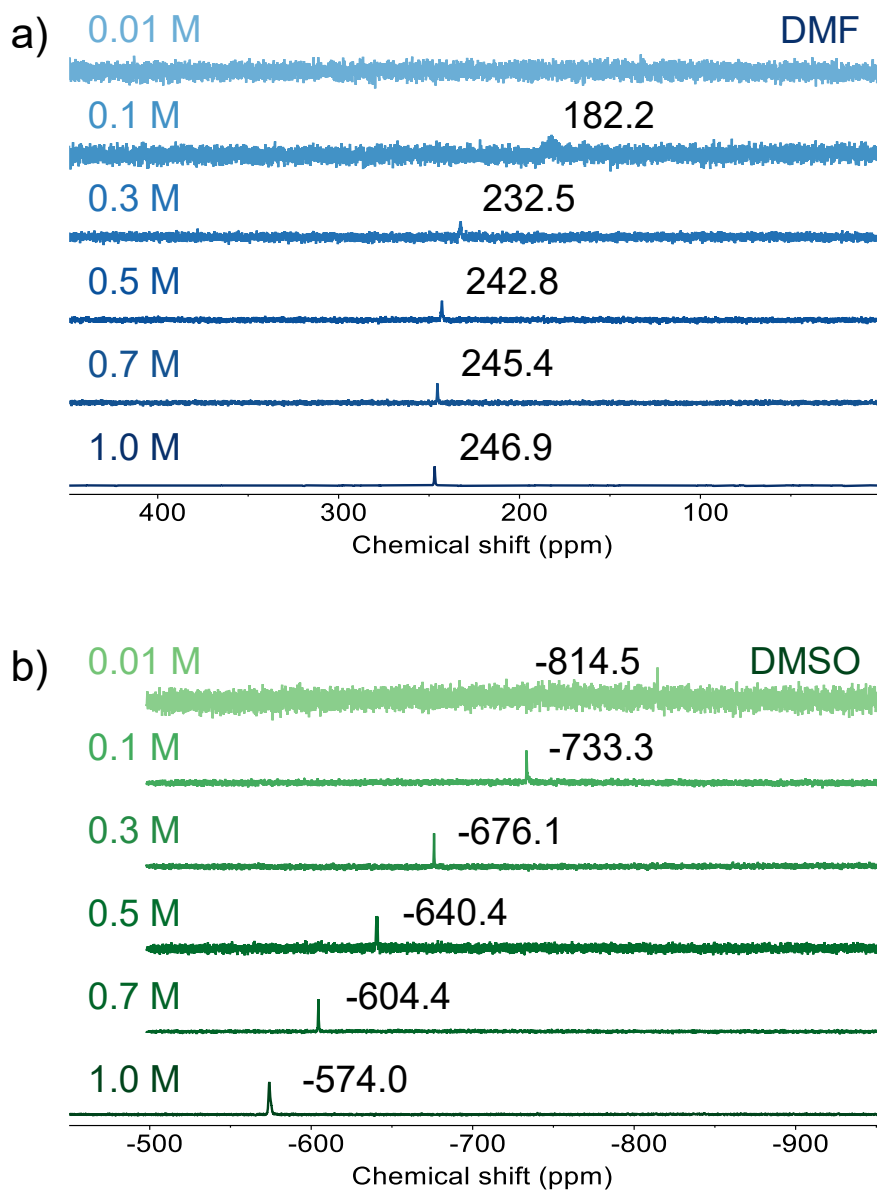 a)
0.01 M
DMF
0.1 M
182.2
0.3 M
232.5
0.5 M
242.8
0.7 M
245.4
1.0 M
246.9
400 300 200 100
Chemical shift (ppm)
b)
0.01 M
-814.5
DMSO
0.1 M
-733.3
0.3 M
-676.1
0.5 M
-640.4
0.7 M
-604.4
1.0 M
-574.0
-500 -600 -700 -800 -900
Chemical shift (ppm)